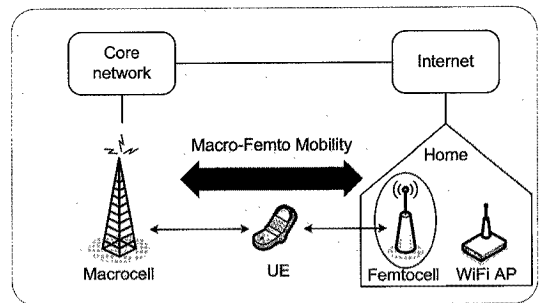 Core
network
Internet
Macro-Femto Mobility
Home
Macrocell
UE
Femtocell
WiFi AP